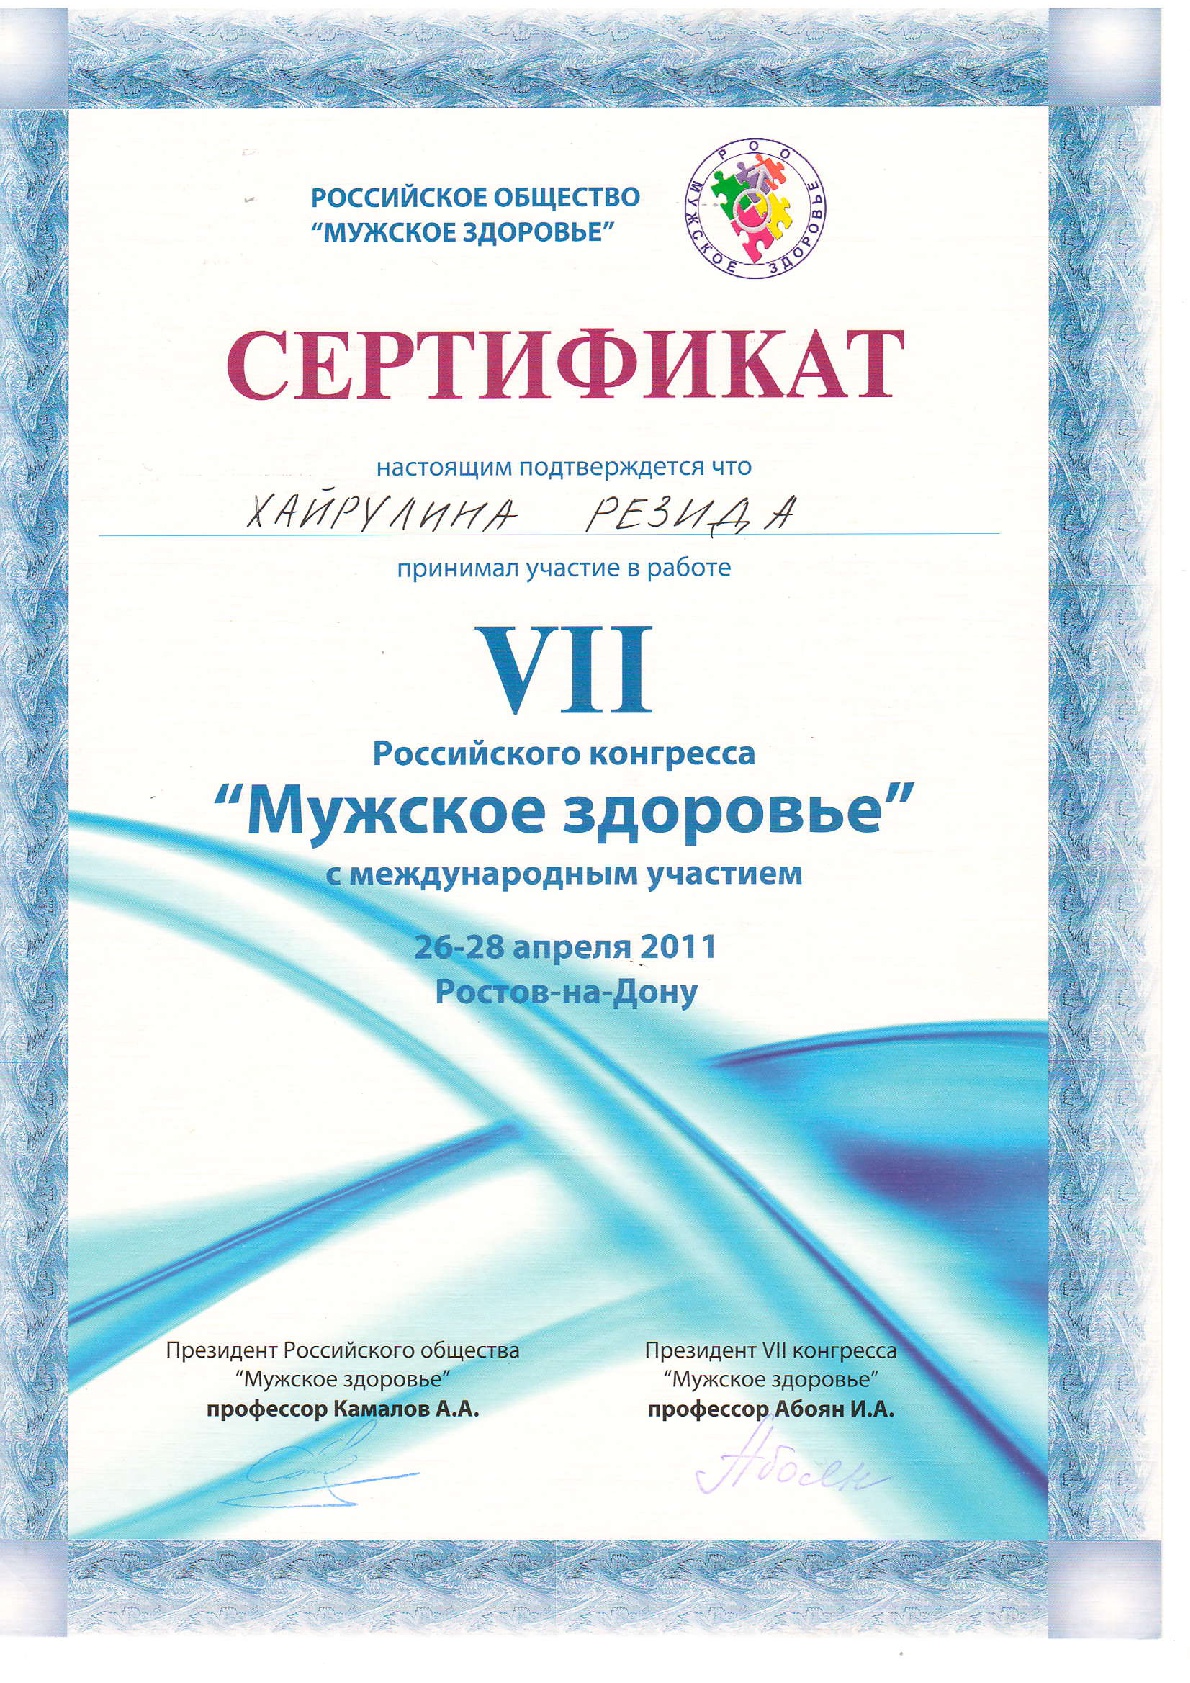 РОССИЙСКОЕ ОБЩЕСТВО
“МУЖСКОЕ ЗДОРОВЬЕ”
РОО МУЖСКОЕ ЗДОРОВЬЕ
СЕРТИФИКАТ
настоящим подтверждется что
ХАЙРУЛИНА РЕЗИДА
принимал участие в работе
VII
Российского конгресса
“Мужское здоровье”
с международным участием
26-28 апреля 2011
Ростов-на-Дону
Президент Российского общества
“Мужское здоровье”
профессор Камалов А.А.
Президент VII конгресса
“Мужское здоровье”
профессор Абоян И.А.
Абоян